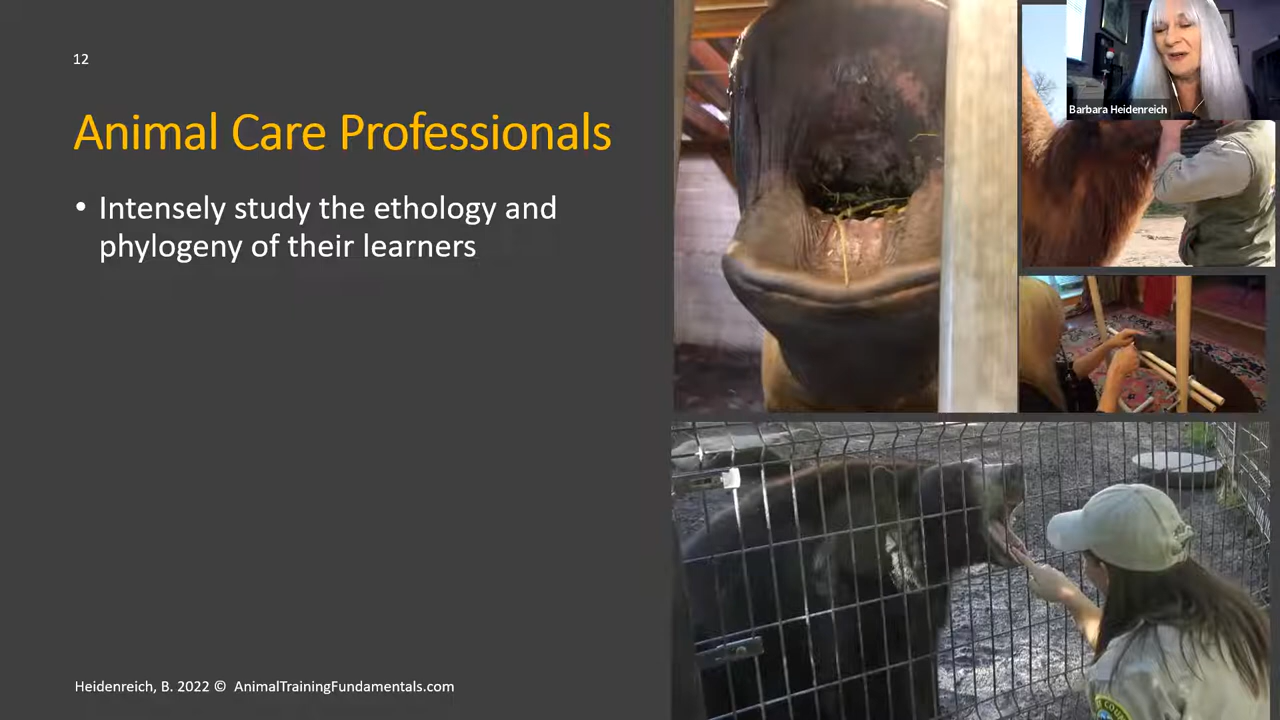 12
Animal Care Professionals
• Intensely study the ethology and
phylogeny of their learners
Heidenreich, B. 2022 © AnimalTrainingFundamentals.com
Barbara Heidenreich